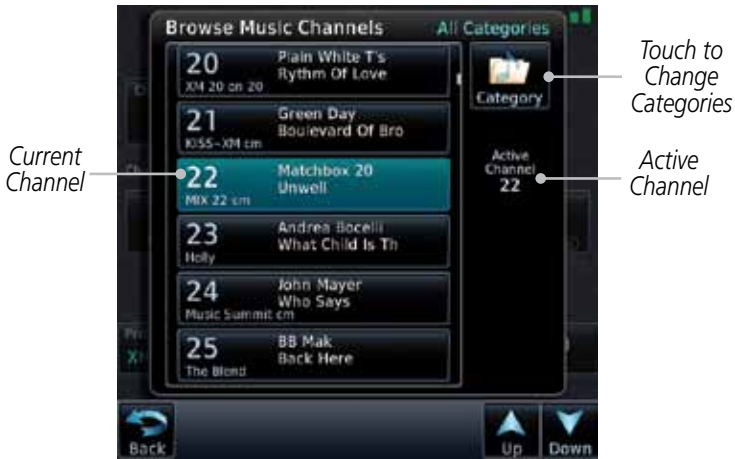 Browse Music Channels
All Categories
20
Plain White T's
Rythm Of Love
XM 20 on 20
21
Green Day
Boulevard Of Bro
KISS-XM cm
22
Matchbox 20
Unwell
MIX 22 cm
23
Andrea Bocelli
What Child Is Th
Holly
24
John Mayer
Who Says
Music Summit cm
25
BB Mak
Back Here
The Blend
Category
Active
Channel
22
Back
Up
Down
Current
Channel
Touch to
Change
Categories
Active
Channel